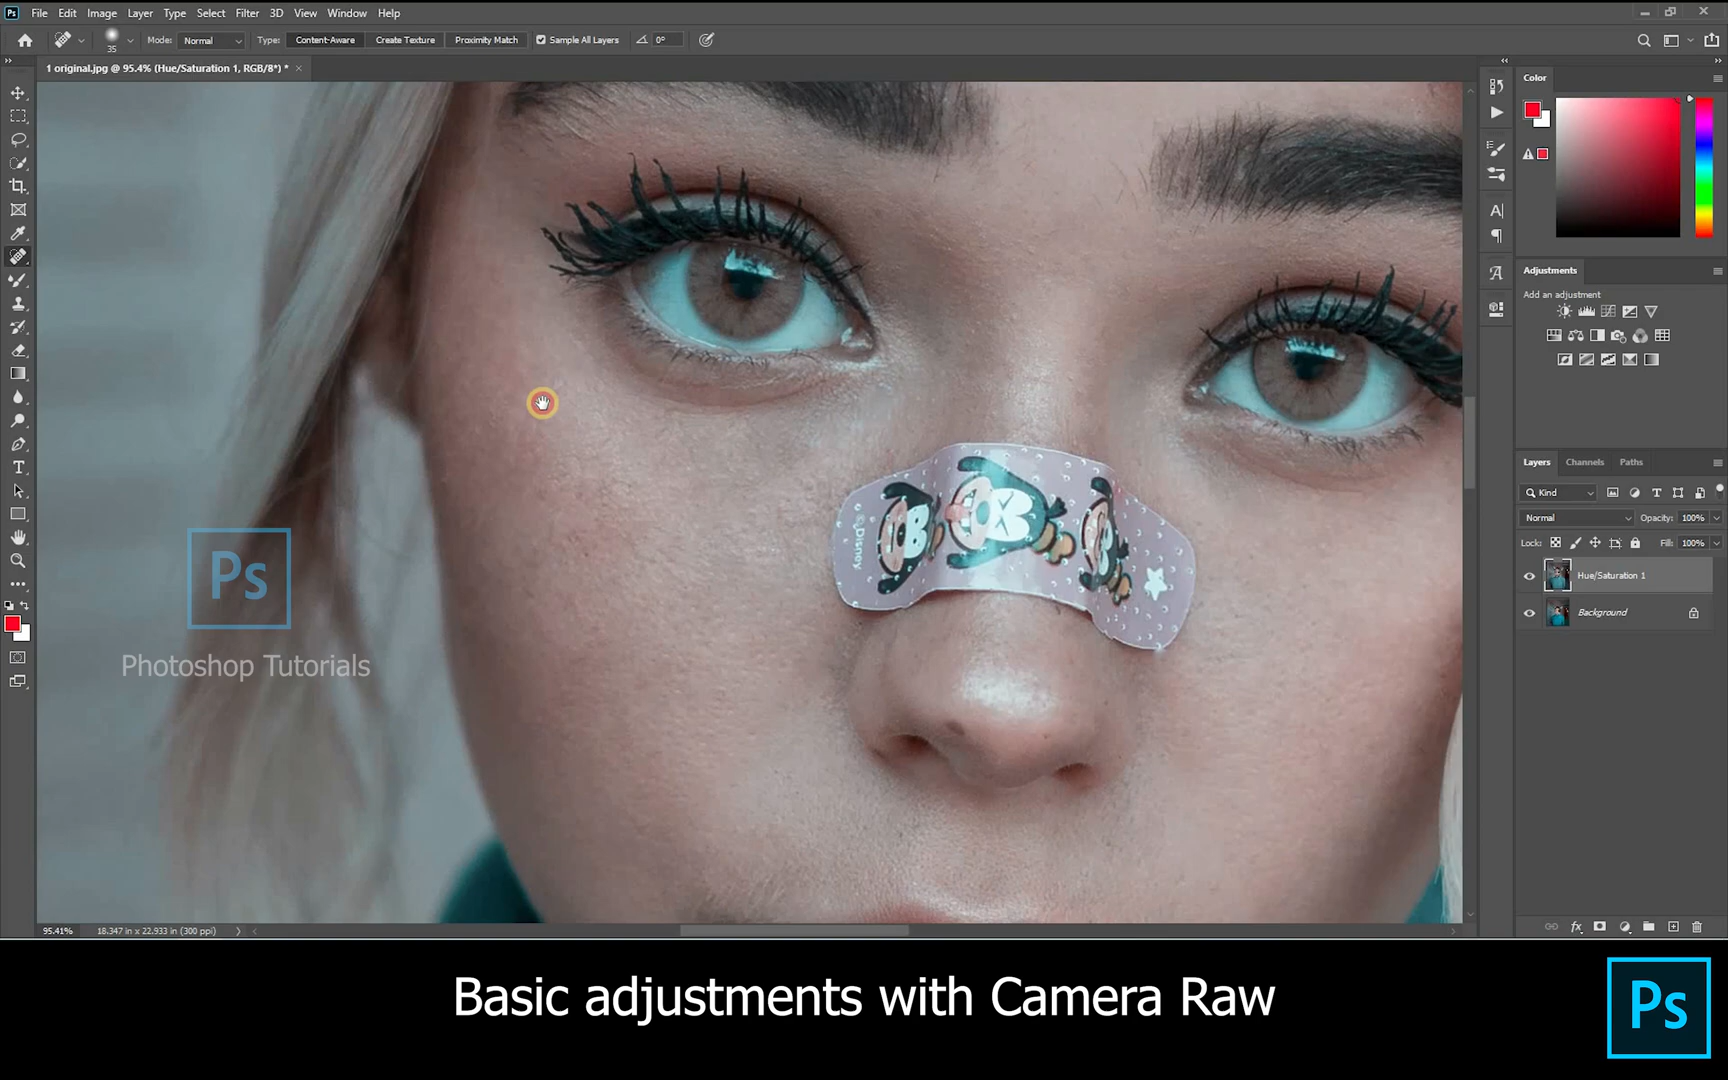 Ps File Edit Image Layer Type Select Filter 3D View Window Help
35 Mode: Normal Type: Content-Aware Create Texture Proximity Match Sample All Layers 0°
1 original.jpg @ 95.4% (Hue/Saturation 1, RGB/8*) * ×
Color
Adjustments
Add an adjustment
Layers Channels Paths
Kind
Normal Opacity: 100%
Lock: Fill: 100%
Hue/Saturation 1
Background
©Disney
Ps
Photoshop Tutorials
95.41% 18.347 in x 22.933 in (300 ppi)
fx
Basic adjustments with Camera Raw
Ps